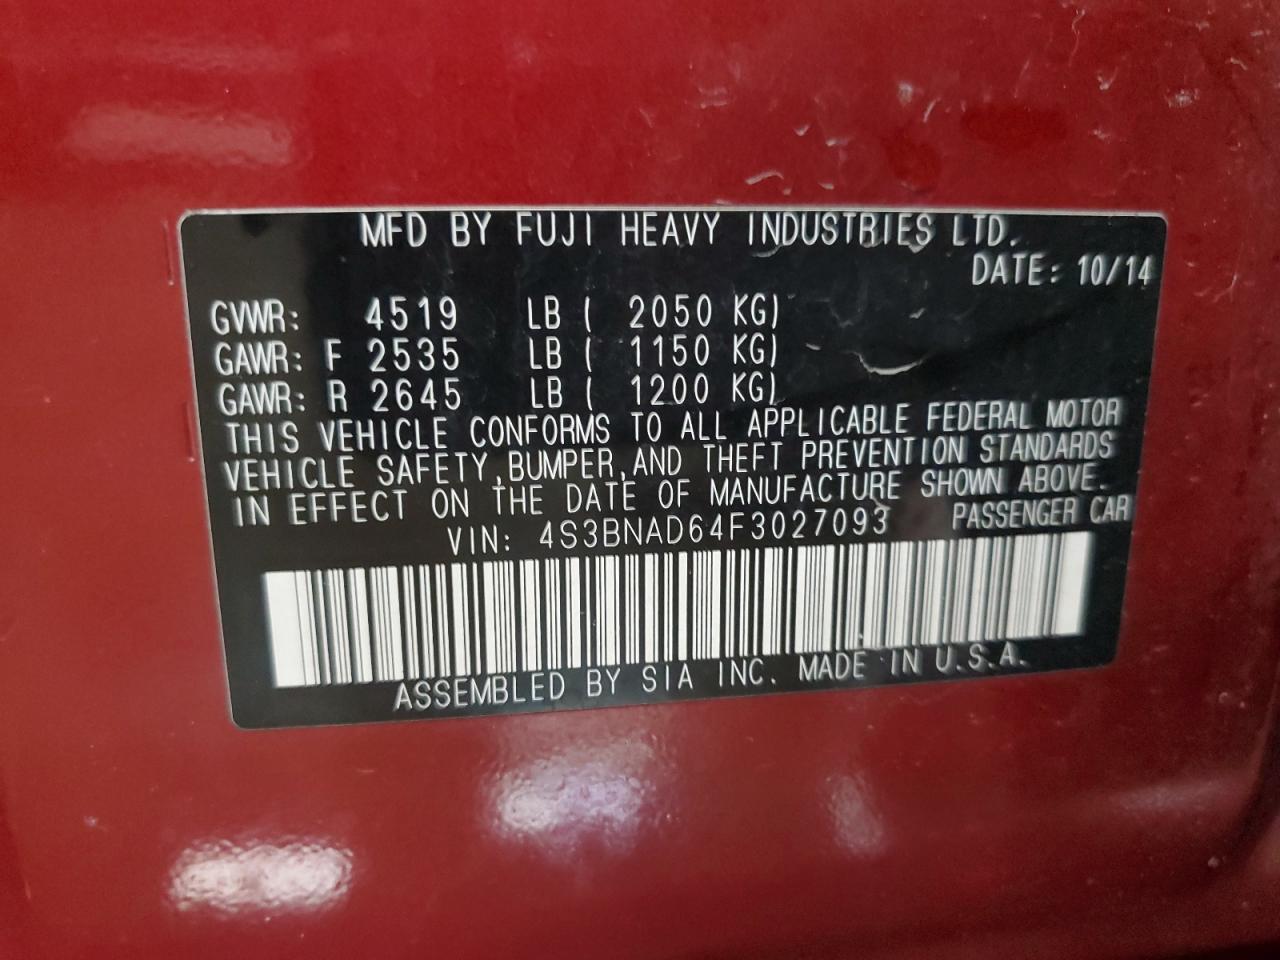 MFD BY FUJI HEAVY INDUSTRIES LTD.
DATE: 10/14
GVWR: 4519 LB ( 2050 KG)
GAWR: F 2535 LB ( 1150 KG)
GAWR: R 2645 LB ( 1200 KG)
THIS VEHICLE CONFORMS TO ALL APPLICABLE FEDERAL MOTOR
VEHICLE SAFETY,BUMPER,AND THEFT PREVENTION STANDARDS
IN EFFECT ON THE DATE OF MANUFACTURE SHOWN ABOVE.
VIN: 4S3BNAD64F3027093 PASSENGER CAR
ASSEMBLED BY SIA INC. MADE IN U.S.A.